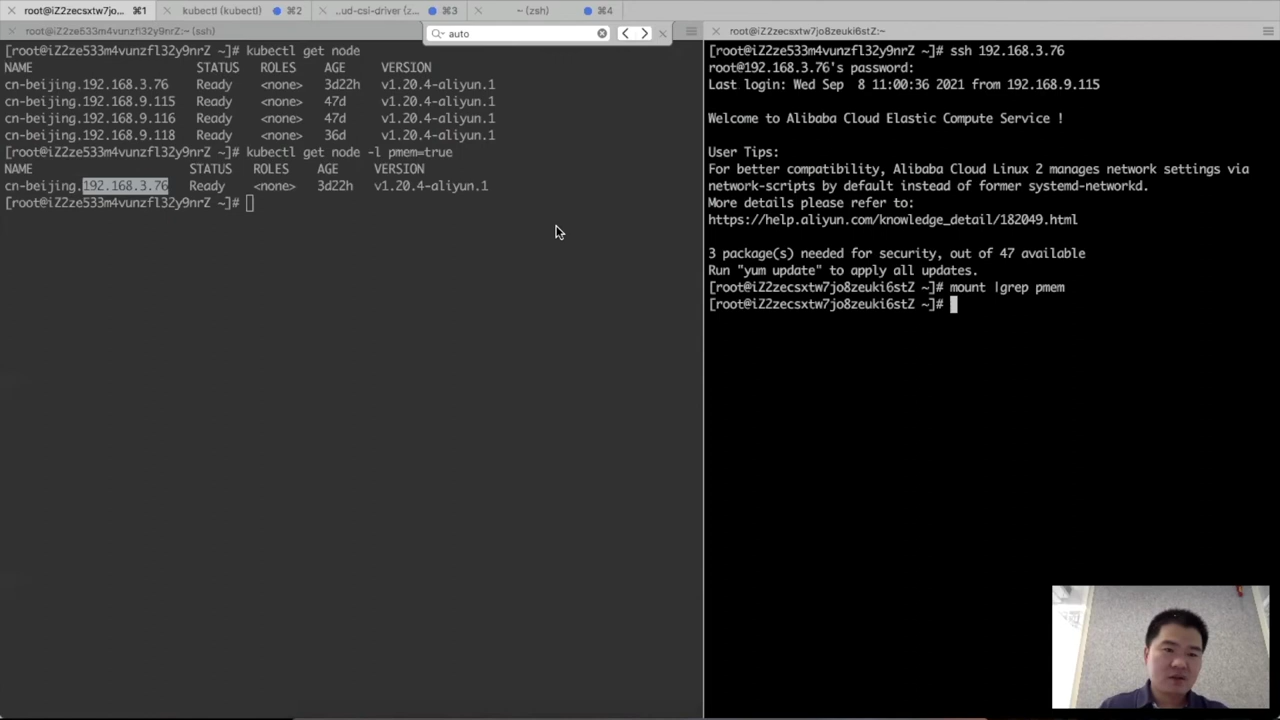 root@iZ2zecsxtw7jo... ⌘1
kubectl (kubectl) ⌘2
...ud-csi-driver (z... ⌘3
~ (zsh) ⌘4
root@iZ2ze533m4vunzfl32y9nrZ:~ (ssh)
auto
[root@iZ2ze533m4vunzfl32y9nrZ ~]# kubectl get node
NAME STATUS ROLES AGE VERSION
cn-beijing.192.168.3.76 Ready <none> 3d22h v1.20.4-aliyun.1
cn-beijing.192.168.9.115 Ready <none> 47d v1.20.4-aliyun.1
cn-beijing.192.168.9.116 Ready <none> 47d v1.20.4-aliyun.1
cn-beijing.192.168.9.118 Ready <none> 36d v1.20.4-aliyun.1
[root@iZ2ze533m4vunzfl32y9nrZ ~]# kubectl get node -l pmem=true
NAME STATUS ROLES AGE VERSION
cn-beijing.192.168.3.76 Ready <none> 3d22h v1.20.4-aliyun.1
[root@iZ2ze533m4vunzfl32y9nrZ ~]#
root@iZ2zecsxtw7jo8zeuki6stZ:~
[root@iZ2zecsxtw7jo8zeuki6stZ ~]# ssh 192.168.3.76
root@192.168.3.76's password:
Last login: Wed Sep 8 11:00:36 2021 from 192.168.9.115
Welcome to Alibaba Cloud Elastic Compute Service !
User Tips:
For better compatibility, Alibaba Cloud Linux 2 manages network settings via
network-scripts by default instead of former systemd-networkd.
More details please refer to:
https://help.aliyun.com/knowledge_detail/182049.html
3 package(s) needed for security, out of 47 available
Run "yum update" to apply all updates.
[root@iZ2zecsxtw7jo8zeuki6stZ ~]# mount |grep pmem
[root@iZ2zecsxtw7jo8zeuki6stZ ~]#